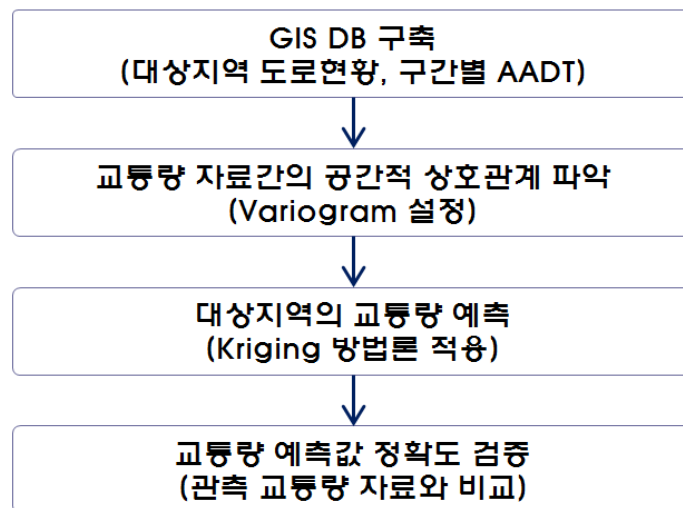 GIS DB 구축
(대상지역 도로현황, 구간별 AADT)
교통량 자료간의 공간적 상호관계 파악
(Variogram 설정)
대상지역의 교통량 예측
(Kriging 방법론 적용)
교통량 예측값 정확도 검증
(관측 교통량 자료와 비교)